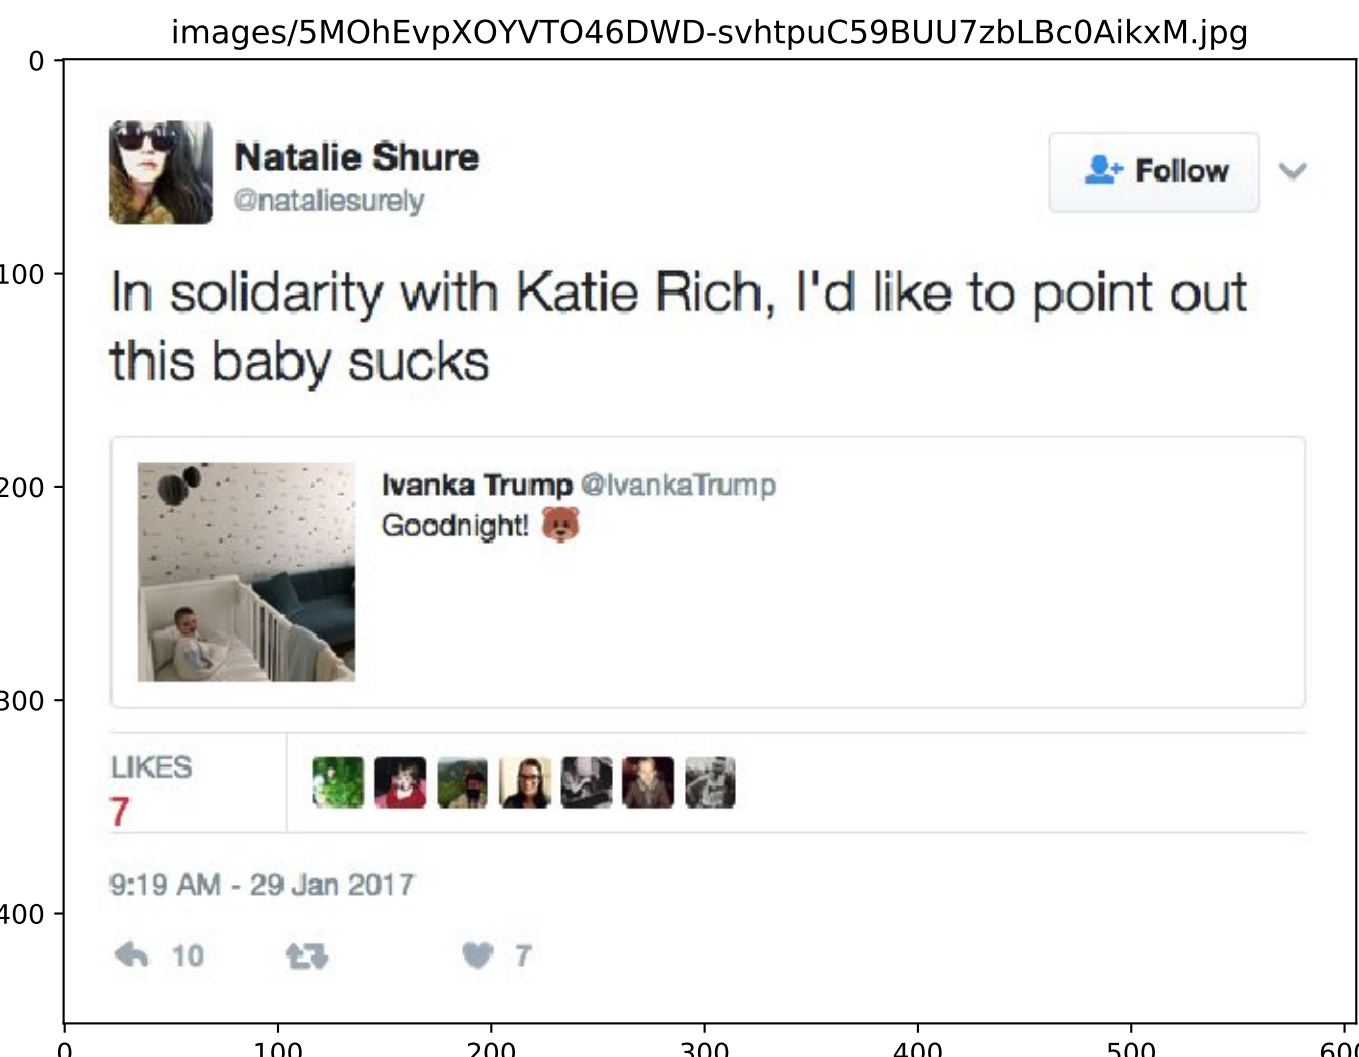 images/5MOhEvpXOYVTO46DWD-svhtpuC59BUU7zbLBc0AikxM.jpg
0
100
200
300
400
Natalie Shure
@nataliesurely
Follow
In solidarity with Katie Rich, I'd like to point out
this baby sucks
Ivanka Trump @IvankaTrump
Goodnight! 🐻
LIKES
7
9:19 AM - 29 Jan 2017
10 7
0 100 200 300 400 500 600